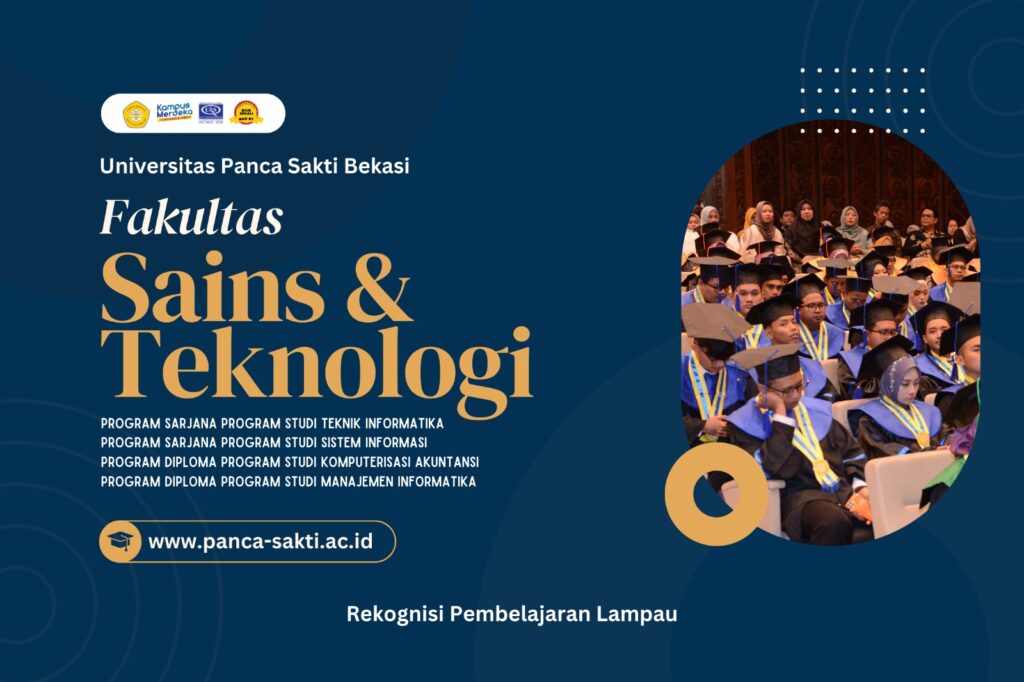 Kampus
Merdeka
Universitas Panca Sakti Bekasi
Fakultas
Sains &
Teknologi
PROGRAM SARJANA PROGRAM STUDI TEKNIK INFORMATIKA
PROGRAM SARJANA PROGRAM STUDI SISTEM INFORMASI
PROGRAM DIPLOMA PROGRAM STUDI KOMPUTERISASI AKUNTANSI
PROGRAM DIPLOMA PROGRAM STUDI MANAJEMEN INFORMATIKA
www.panca-sakti.ac.id
Rekognisi Pembelajaran Lampau